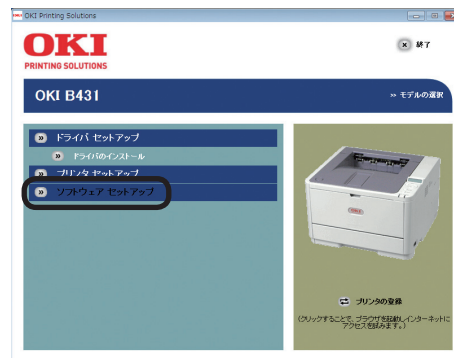 OKI Printing Solutions
OKI
PRINTING SOLUTIONS
終了
OKI B431
モデルの選択
ドライバ セットアップ
ドライバのインストール
プリンタ セットアップ
ソフトウェア セットアップ
OKI
プリンタの登録
(クリックすることで、ブラウザを起動しインターネットに
アクセスを試みます。)